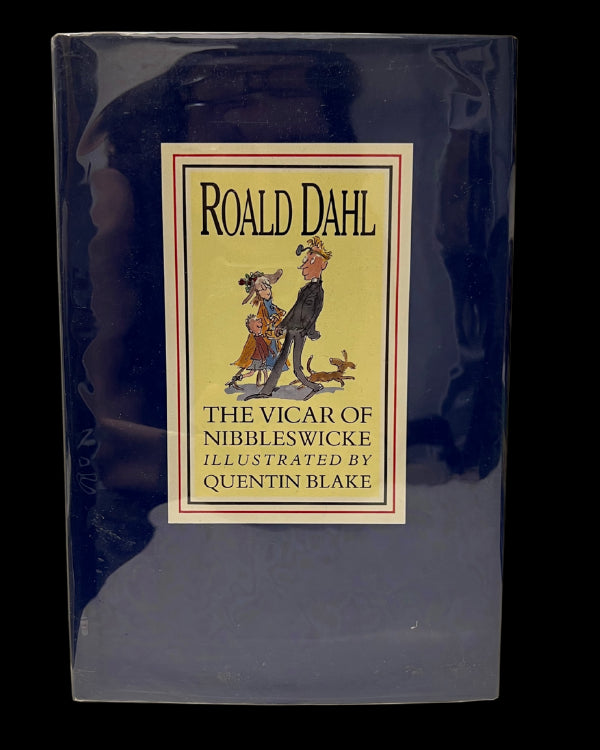 ROALD DAHL
THE VICAR OF
NIBBLESWICKE
ILLUSTRATED BY
QUENTIN BLAKE